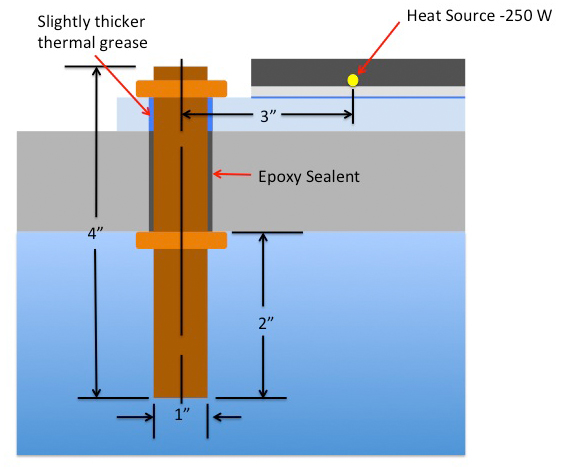 Slightly thicker
thermal grease
Heat Source -250 W
3”
Epoxy Sealent
4”
2”
1”